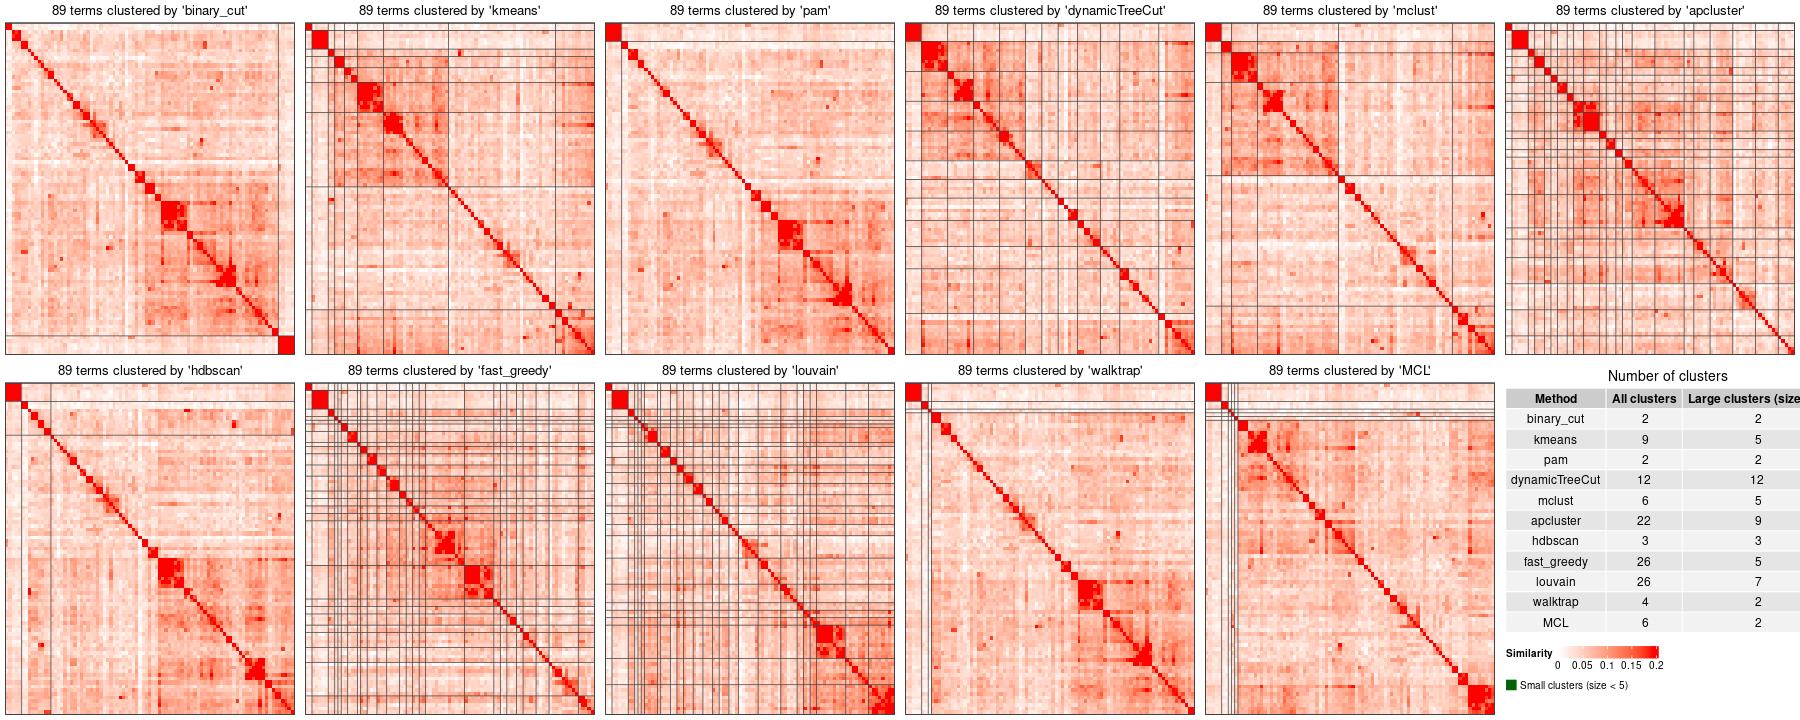 89 terms clustered by 'binary_cut'
89 terms clustered by 'kmeans'
89 terms clustered by 'pam'
89 terms clustered by 'dynamicTreeCut'
89 terms clustered by 'mclust'
89 terms clustered by 'apcluster'
89 terms clustered by 'hdbscan'
89 terms clustered by 'fast_greedy'
89 terms clustered by 'louvain'
89 terms clustered by 'walktrap'
89 terms clustered by 'MCL'
Number of clusters
Method All clusters Large clusters (size
binary_cut 2 2
kmeans 9 5
pam 2 2
dynamicTreeCut 12 12
mclust 6 5
apcluster 22 9
hdbscan 3 3
fast_greedy 26 5
louvain 26 7
walktrap 4 2
MCL 6 2
Similarity
0 0.05 0.1 0.15 0.2
Small clusters (size < 5)